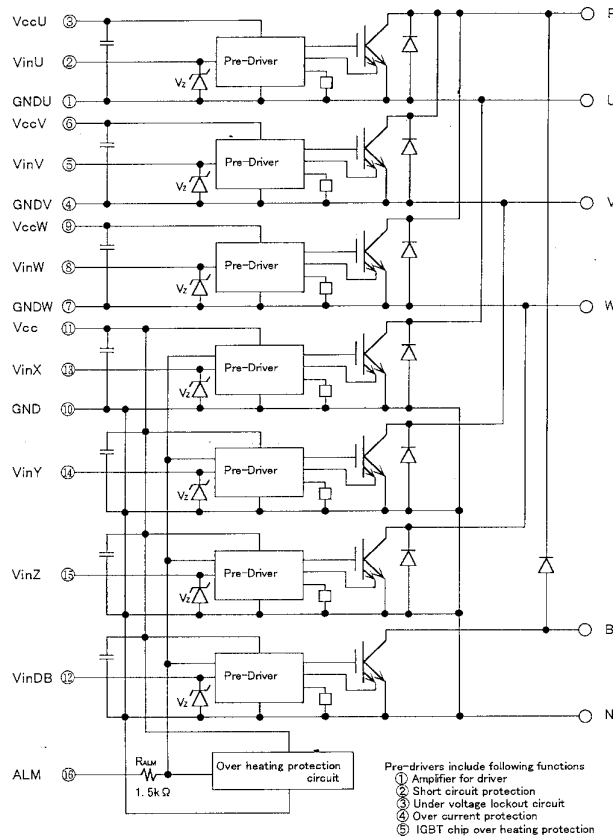 VccU ③ P
VinU ② Pre-Driver
Vz
GNDU ① U
VccV ⑥
VinV ⑤ Pre-Driver
Vz
GNDV ④ V
VccW ⑨
VinW ⑧ Pre-Driver
Vz
GNDW ⑦ W
Vcc ⑪
VinX ⑬ Pre-Driver
Vz
GND ⑩
VinY ⑭ Pre-Driver
Vz
VinZ ⑮ Pre-Driver
Vz
B
VinDB ⑫ Pre-Driver
Vz
N
ALM ⑯ RALM 1.5kΩ
Over heating protection
circuit
Pre-drivers include following functions
① Amplifier for driver
② Short circuit protection
③ Under voltage lockout circuit
④ Over current protection
⑤ IGBT chip over heating protection